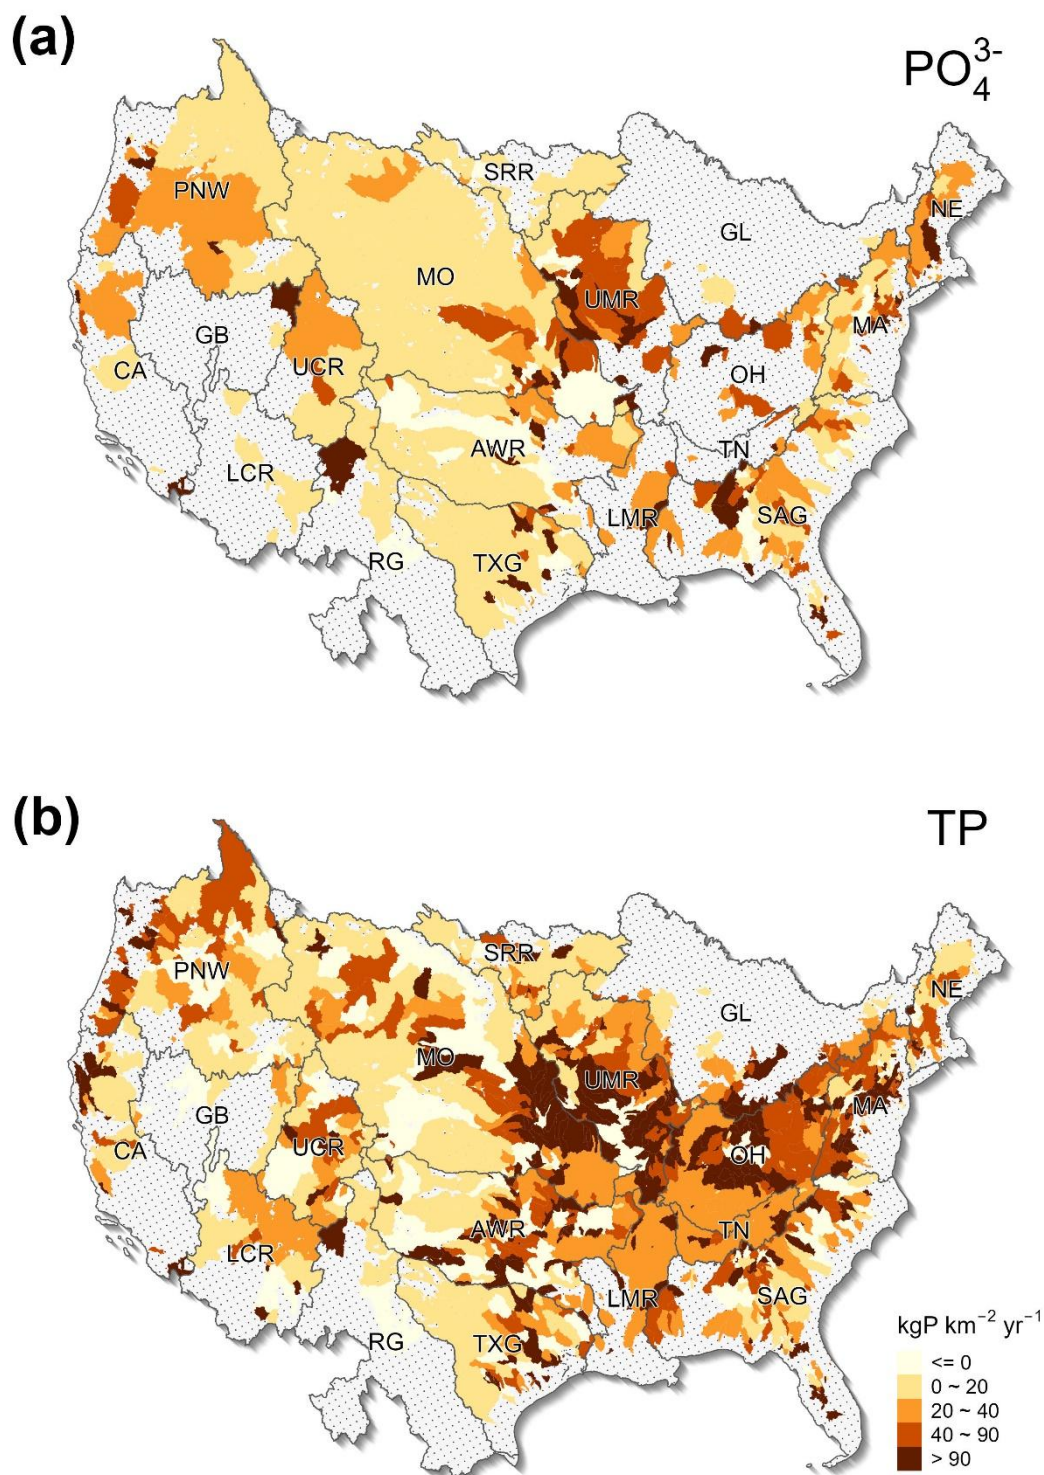 (a)
PO₄³⁻
PNW
SRR
NE
GL
MO
UMR
MA
GB
CA
UCR
OH
AWR
TN
LCR
LMR
SAG
RG
TXG
(b)
TP
SRR
PNW
NE
GL
MO
UMR
MA
GB
CA
UCR
OH
AWR
TN
LCR
LMR
SAG
RG
TXG
kgP km⁻² yr⁻¹
<= 0
0 ~ 20
20 ~ 40
40 ~ 90
> 90